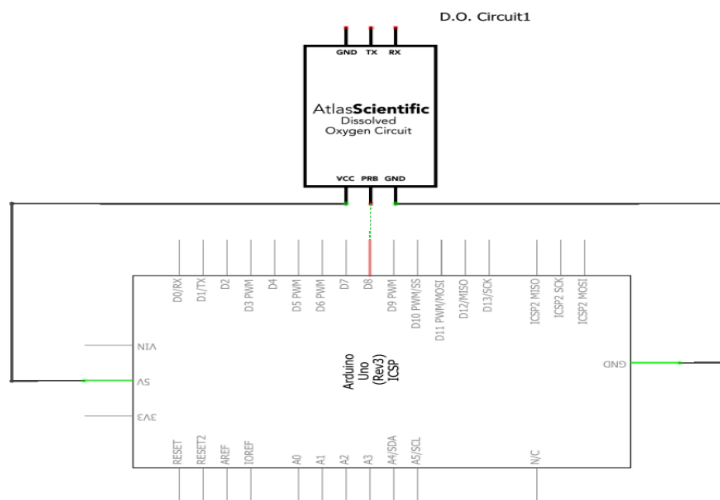 D.O. Circuit1
GND TX RX
AtlasScientific
Dissolved
Oxygen Circuit
VCC PRB GND
D0/RX
D1/TX
D2
D3 PWM
D4
D5 PWM
D6 PWM
D7
D8
D9 PWM
D10 PWM/SS
D11 PWM/MOSI
D12/MISO
D13/SCK
ICSP2 MISO
ICSP2 SCK
ICSP2 MOSI
VIN
5V
3V3
Arduino
Uno
(Rev3)
ICSP
GND
RESET
RESET2
AREF
IOREF
A0
A1
A2
A3
A4/SDA
A5/SCL
N/C